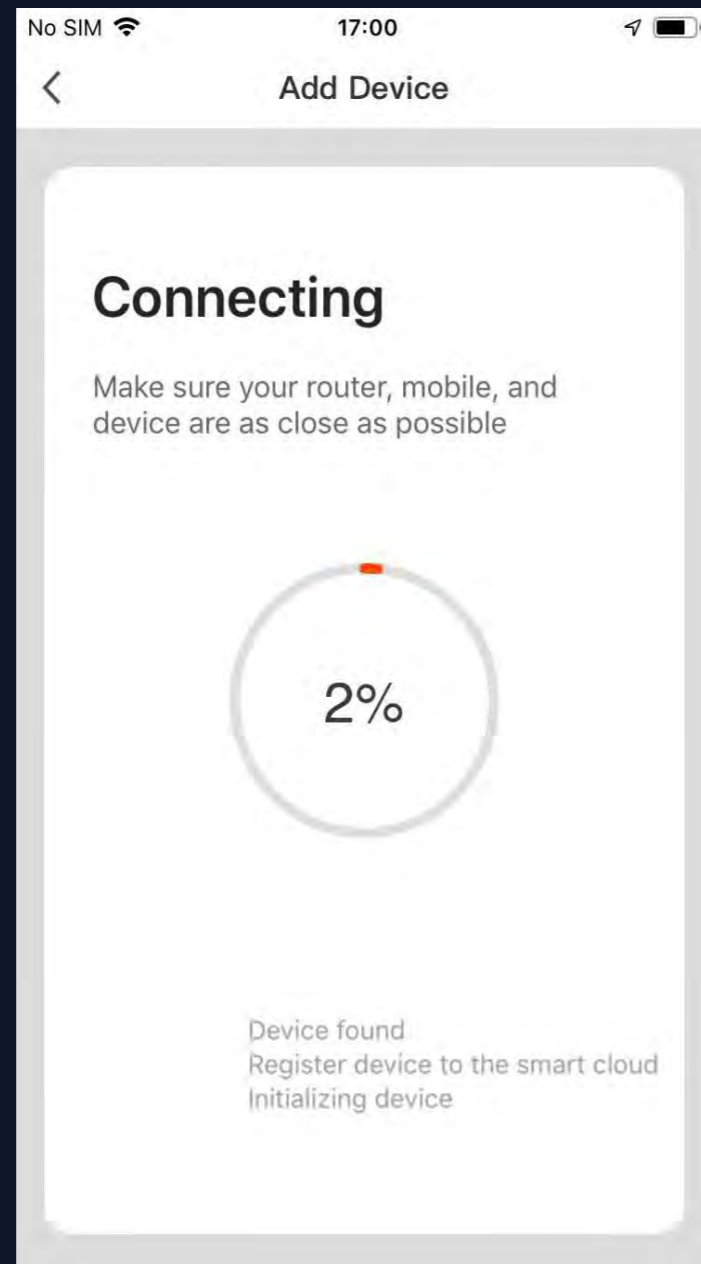 No SIM 17:00
Add Device
Connecting
Make sure your router, mobile, and
device are as close as possible
2%
Device found
Register device to the smart cloud
Initializing device